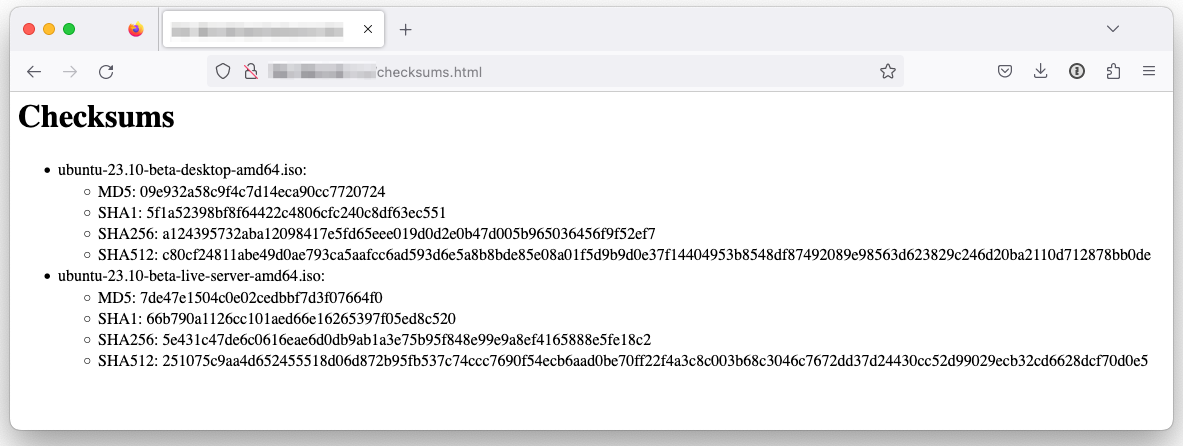 /checksums.html
Checksums
ubuntu-23.10-beta-desktop-amd64.iso:
MD5: 09e932a58c9f4c7d14eca90cc7720724
SHA1: 5f1a52398bf8f64422c4806cfc240c8df63ec551
SHA256: a124395732aba12098417e5fd65eee019d0d2e0b47d005b965036456f9f52ef7
SHA512: c80cf24811abe49d0ae793ca5aafcc6ad593d6e5a8b8bde85e08a01f5d9b9d0e37f14404953b8548df87492089e98563d623829c246d20ba2110d712878bb0de
ubuntu-23.10-beta-live-server-amd64.iso:
MD5: 7de47e1504c0e02cedbbf7d3f07664f0
SHA1: 66b790a1126cc101aed66e16265397f05ed8c520
SHA256: 5e431c47de6c0616eae6d0db9ab1a3e75b95f848e99e9a8ef4165888e5fe18c2
SHA512: 251075c9aa4d652455518d06d872b95fb537c74ccc7690f54ecb6aad0be70ff22f4a3c8c003b68c3046c7672dd37d24430cc52d99029ecb32cd6628dcf70d0e5